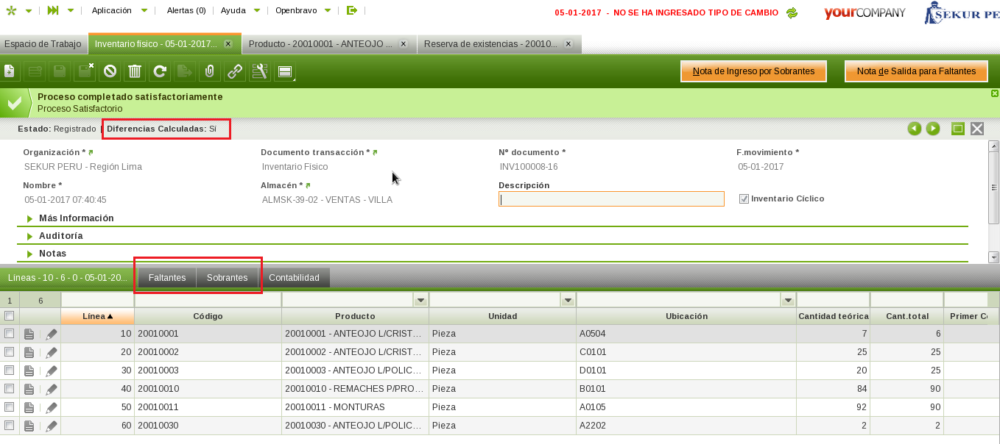 Aplicación Alertas (0) Ayuda Openbravo 05-01-2017 - NO SE HA INGRESADO TIPO DE CAMBIO yourCOMPANY SEKUR PE
Espacio de Trabajo Inventario físico - 05-01-2017... Producto - 20010001 - ANTEOJO ... Reserva de existencias - 20010...
Nota de Ingreso por Sobrantes Nota de Salida para Faltantes
Proceso completado satisfactoriamente
Proceso Satisfactorio
Estado: Registrado | Diferencias Calculadas: Sí
Organización * Documento transacción * Nº documento * F.movimiento *
SEKUR PERU - Región Lima Inventario Físico INV100008-16 05-01-2017
Nombre * Almacén * Descripción
05-01-2017 07:40:45 ALMSK-39-02 - VENTAS - VILLA Inventario Cíclico
Más Información
Auditoría
Notas
Líneas - 10 - 6 - 0 - 05-01-20... Faltantes Sobrantes Contabilidad
1 6
Línea Código Producto Unidad Ubicación Cantidad teórica Cant.total Primer Co
10 20010001 20010001 - ANTEOJO L/CRIST... Pieza A0504 7 6
20 20010002 20010002 - ANTEOJO L/CRIST... Pieza C0101 25 25
30 20010003 20010003 - ANTEOJO L/POLIC... Pieza D0101 20 25
40 20010010 20010010 - REMACHES P/PRO... Pieza B0101 84 90
50 20010011 20010011 - MONTURAS Pieza A0105 92 90
60 20010030 20010030 - ANTEOJO L/POLIC... Pieza A2202 2 2